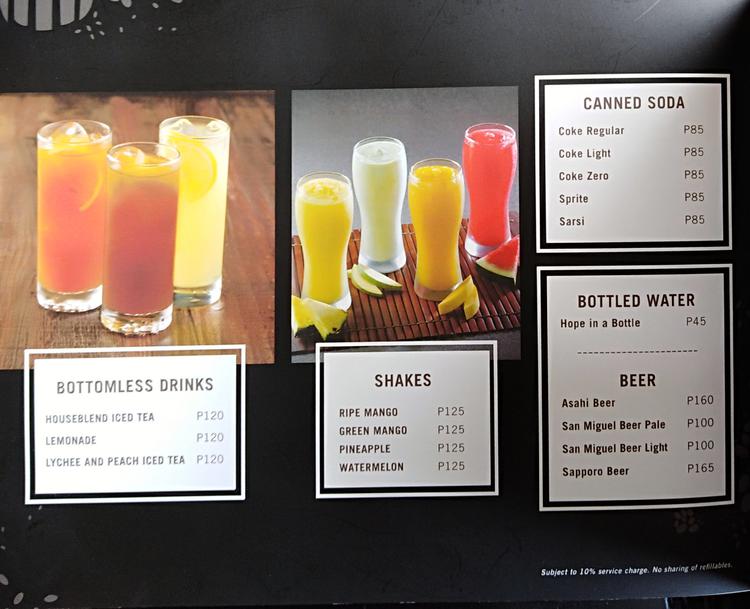 BOTTOMLESS DRINKS
HOUSEBLEND ICED TEA P120
LEMONADE P120
LYCHEE AND PEACH ICED TEA P120
SHAKES
RIPE MANGO P125
GREEN MANGO P125
PINEAPPLE P125
WATERMELON P125
CANNED SODA
Coke Regular P85
Coke Light P85
Coke Zero P85
Sprite P85
Sarsi P85
BOTTLED WATER
Hope in a Bottle P45
BEER
Asahi Beer P160
San Miguel Beer Pale P100
San Miguel Beer Light P100
Sapporo Beer P165
Subject to 10% service charge. No sharing of refillables.